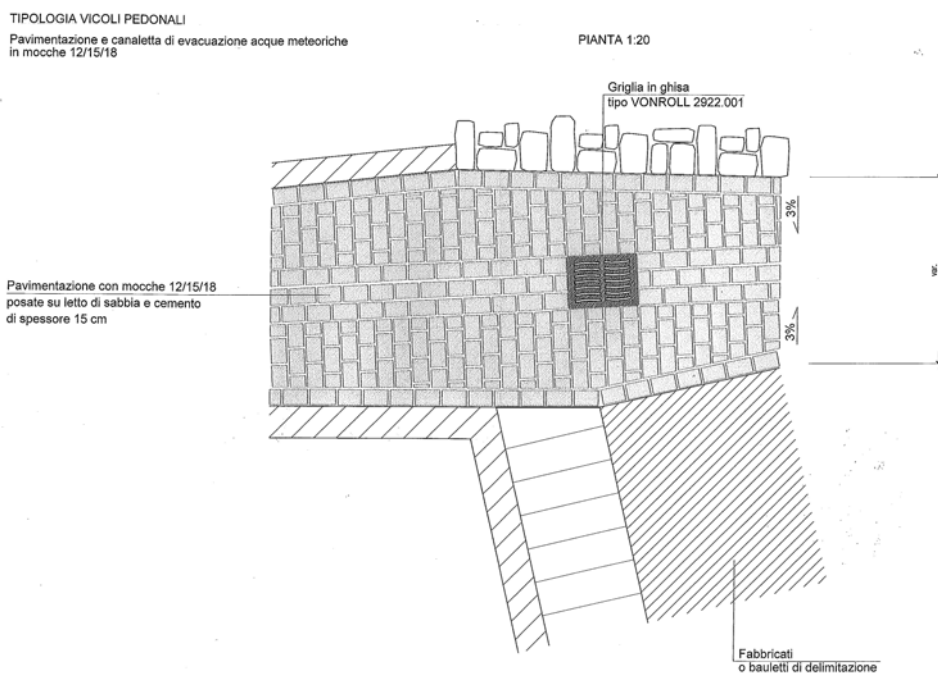 TIPOLOGIA VICOLI PEDONALI
Pavimentazione e canaletta di evacuazione acque meteoriche
in mocche 12/15/18
PIANTA 1:20
Griglia in ghisa
tipo VONROLL 2922.001
3%
var.
Pavimentazione con mocche 12/15/18
posate su letto di sabbia e cemento
di spessore 15 cm
3%
Fabbricati
o bauletti di delimitazione